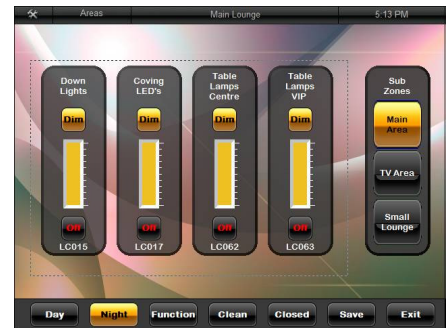 Areas Main Lounge 5:13 PM
Down
Lights
Coving
LED's
Table
Lamps
Centre
Table
Lamps
VIP
Sub
Zones
Dim Dim Dim Dim
Main
Area
TV Area
Small
Lounge
Off Off Off Off
LC015 LC017 LC062 LC063
Day Night Function Clean Closed Save Exit